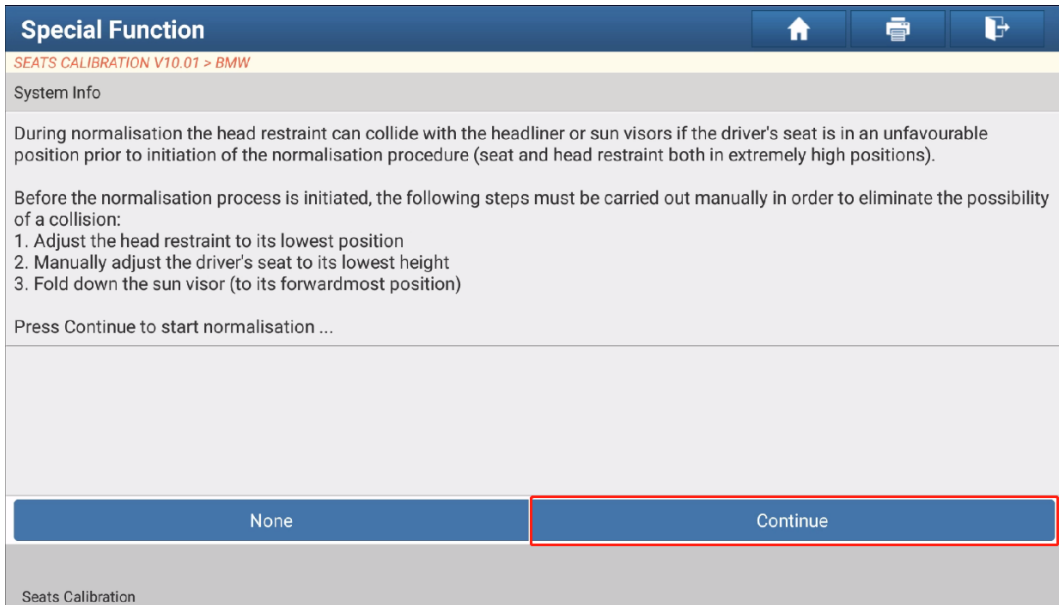 Special Function
SEATS CALIBRATION V10.01 > BMW
System Info
During normalisation the head restraint can collide with the headliner or sun visors if the driver's seat is in an unfavourable
position prior to initiation of the normalisation procedure (seat and head restraint both in extremely high positions).
Before the normalisation process is initiated, the following steps must be carried out manually in order to eliminate the possibility
of a collision:
1. Adjust the head restraint to its lowest position
2. Manually adjust the driver's seat to its lowest height
3. Fold down the sun visor (to its forwardmost position)
Press Continue to start normalisation ...
None
Continue
Seats Calibration